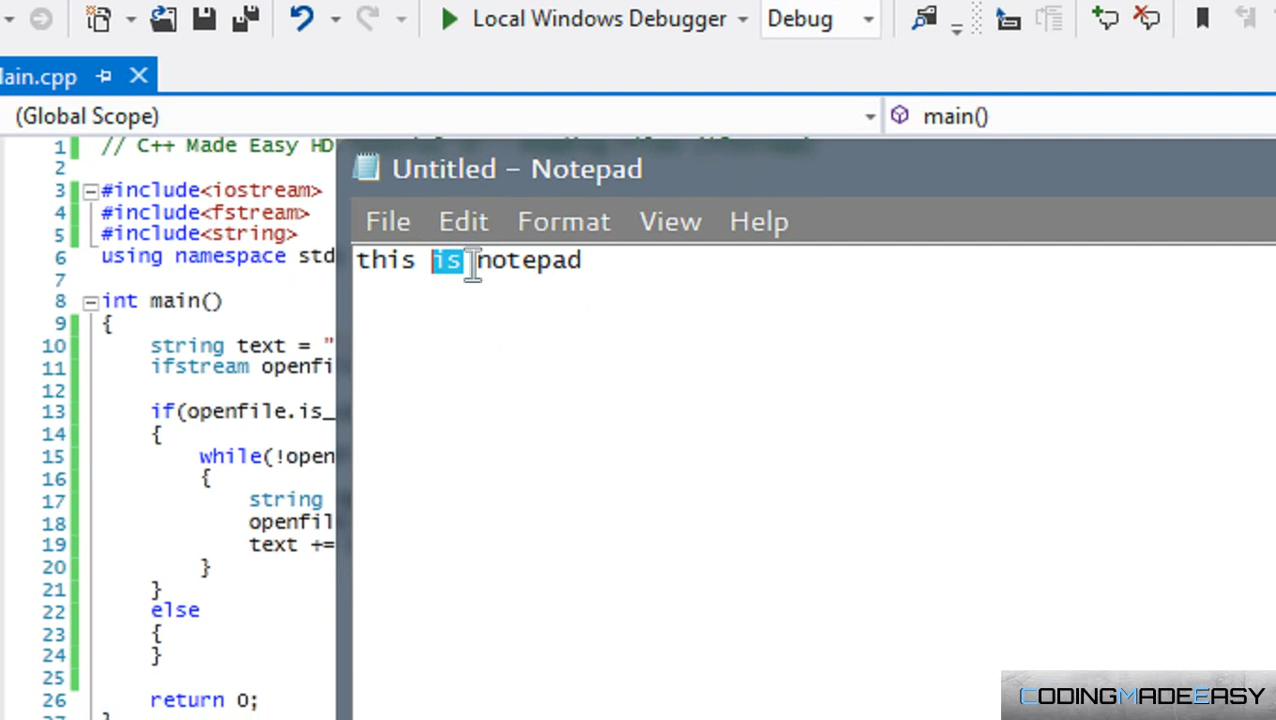 Local Windows Debugger
Debug
ain.cpp
(Global Scope)
main()
1 // C++ Made Easy HD
2
3 #include<iostream>
4 #include<fstream>
5 #include<string>
6 using namespace std
7
8 int main()
9 {
10 string text = "
11 ifstream openfi
12
13 if(openfile.is_
14 {
15 while(!open
16 {
17 string
18 openfil
19 text +=
20 }
21 }
22 else
23 {
24 }
25
26 return 0;
Untitled – Notepad
File Edit Format View Help
this is notepad
CODINGMADEEASY